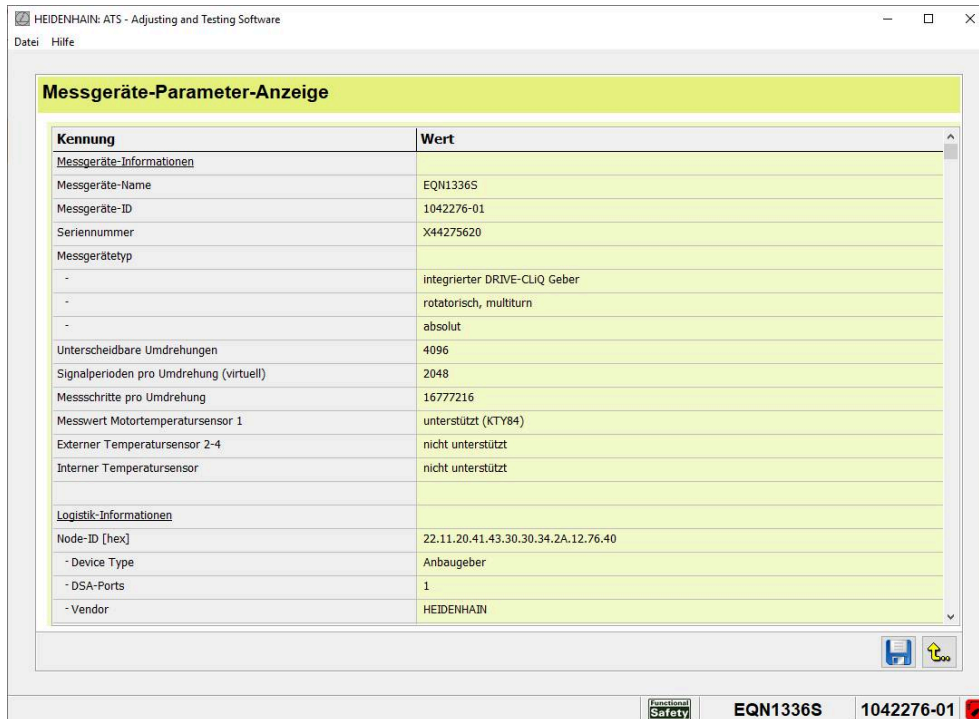 HEIDENHAIN: ATS - Adjusting and Testing Software
Datei Hilfe
Messgeräte-Parameter-Anzeige
Kennung Wert
Messgeräte-Informationen
Messgeräte-Name EQN1336S
Messgeräte-ID 1042276-01
Seriennummer X44275620
Messgerätetyp
- integrierter DRIVE-CLiQ Geber
- rotatorisch, multiturn
- absolut
Unterscheidbare Umdrehungen 4096
Signalperioden pro Umdrehung (virtuell) 2048
Messschritte pro Umdrehung 16777216
Messwert Motortemperatursensor 1 unterstützt (KTY84)
Externer Temperatursensor 2-4 nicht unterstützt
Interner Temperatursensor nicht unterstützt
Logistik-Informationen
Node-ID [hex] 22.11.20.41.43.30.30.34.2A.12.76.40
- Device Type Anbaugeber
- DSA-Ports 1
- Vendor HEIDENHAIN
Functional Safety EQN1336S 1042276-01